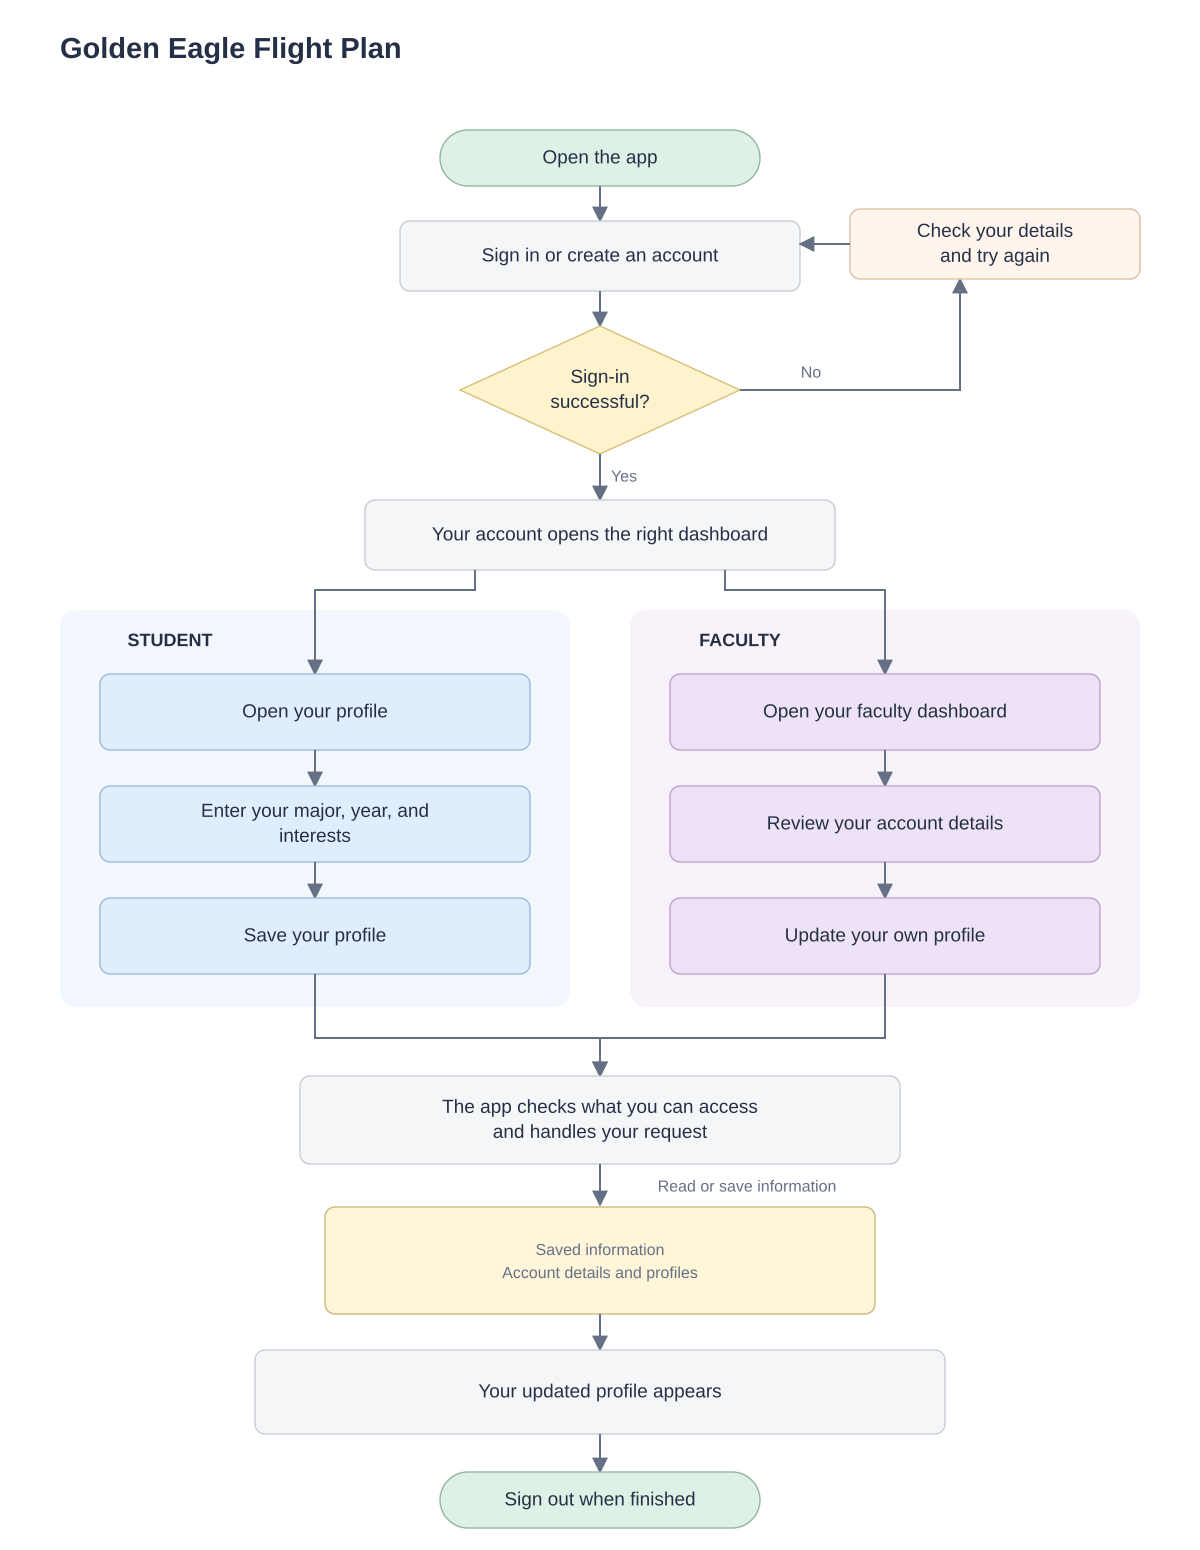 Golden Eagle Flight Plan
Open the app
Sign in or create an account
Check your details
and try again
Sign-in
successful?
No
Yes
Your account opens the right dashboard
STUDENT
Open your profile
Enter your major, year, and
interests
Save your profile
FACULTY
Open your faculty dashboard
Review your account details
Update your own profile
The app checks what you can access
and handles your request
Read or save information
Saved information
Account details and profiles
Your updated profile appears
Sign out when finished